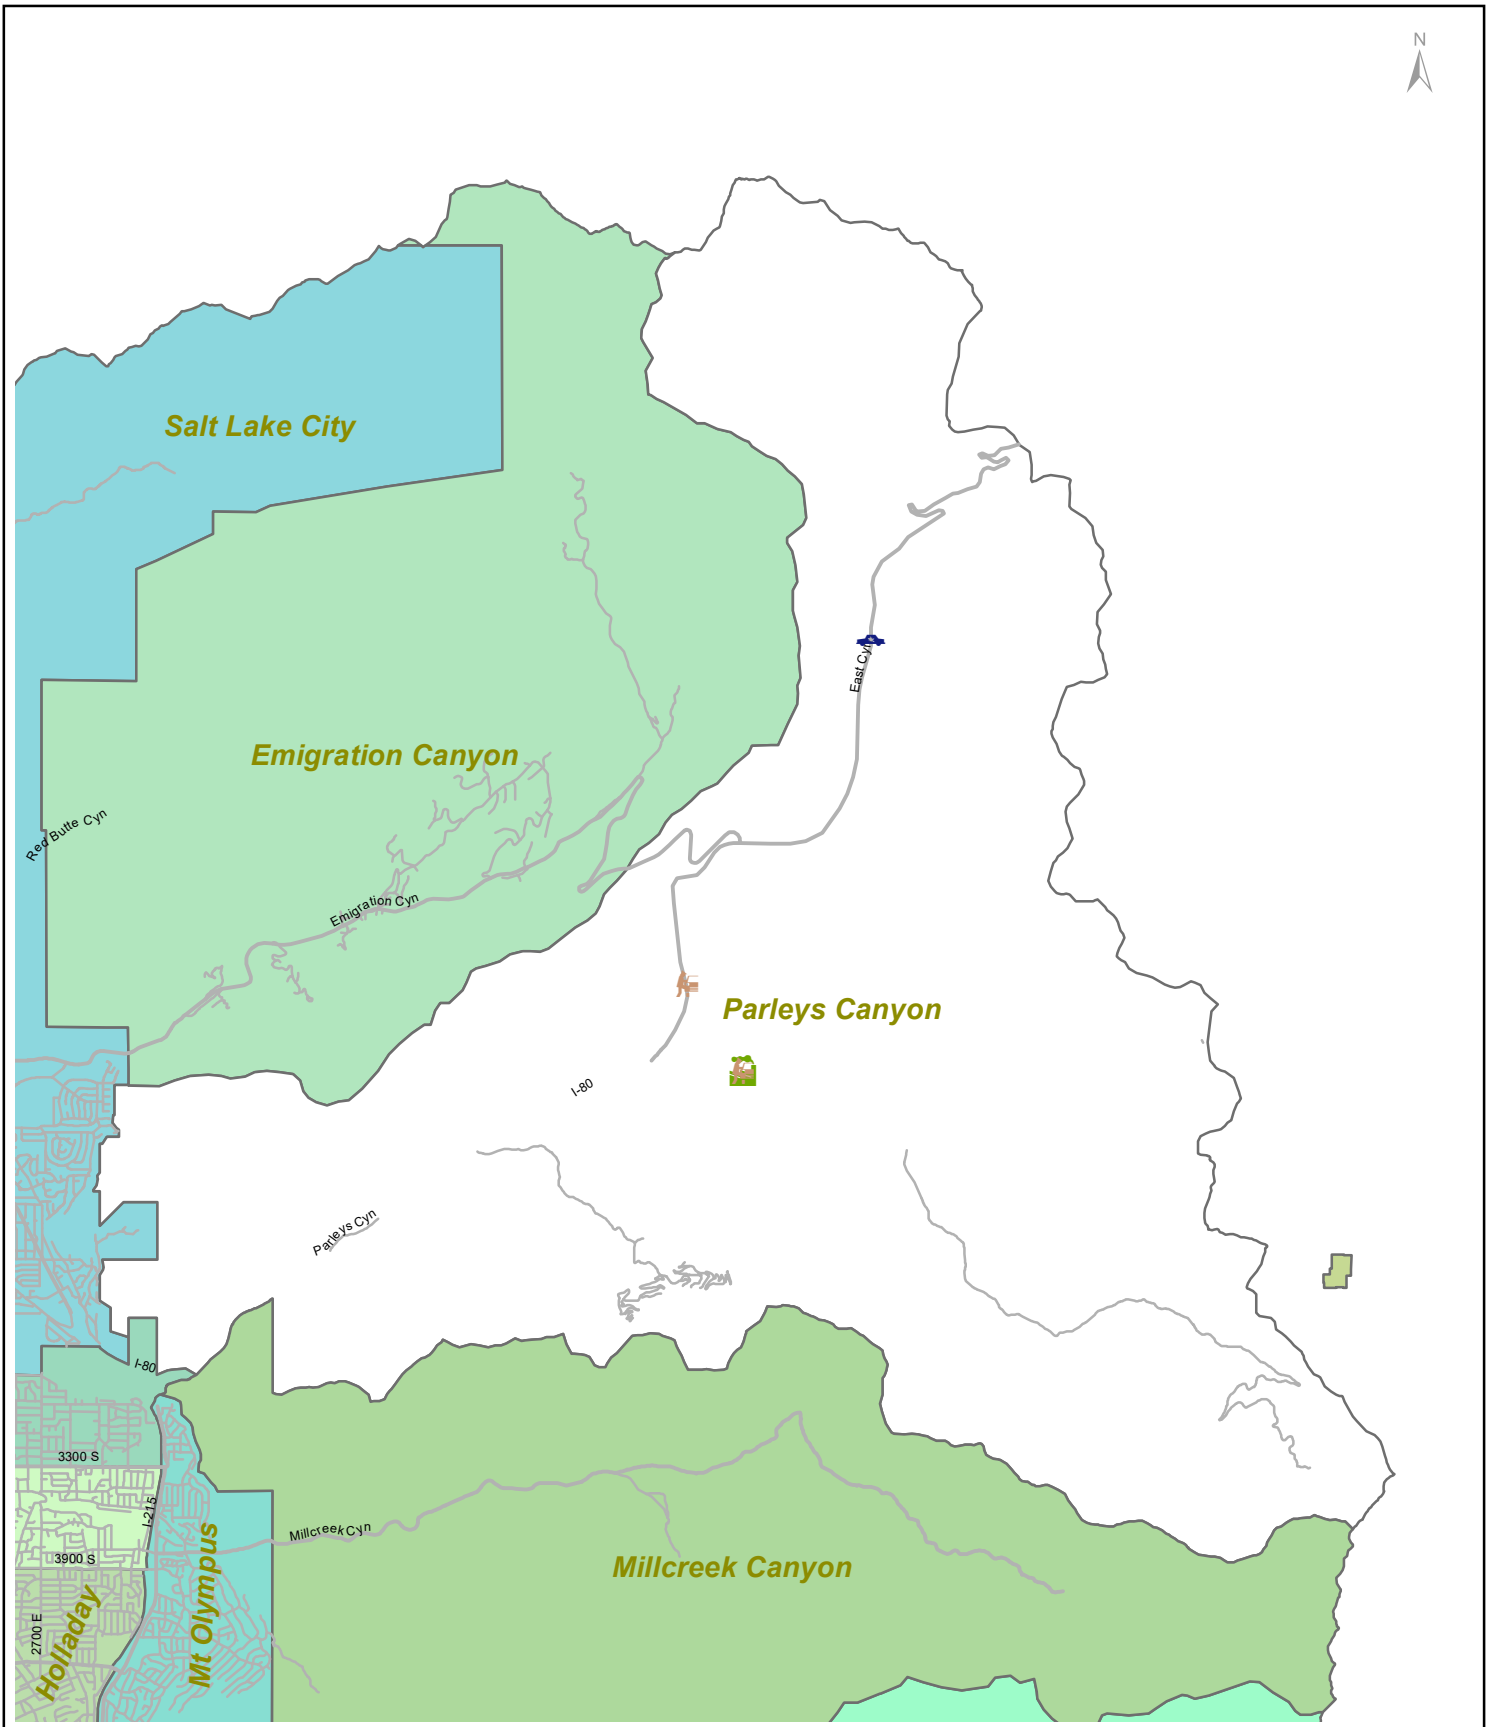 N
Salt Lake City
East Cyn
Emigration Canyon
Red Butte Cyn
Emigration Cyn
Parleys Canyon
I-80
Parleys Cyn
I-80
3300 S
I-215
Millcreek Cyn
3900 S
Millcreek Canyon
2700 E
Holladay
Mt Olympus